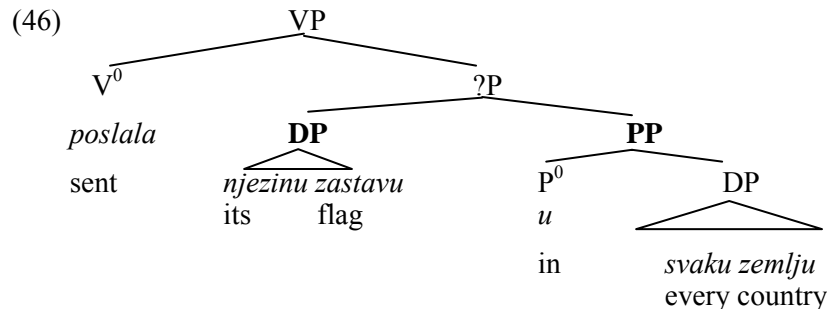 (46) VP
V⁰ ?P
poslala DP PP
sent njezinu zastavu P⁰ DP
its flag u
in svaku zemlju
every country